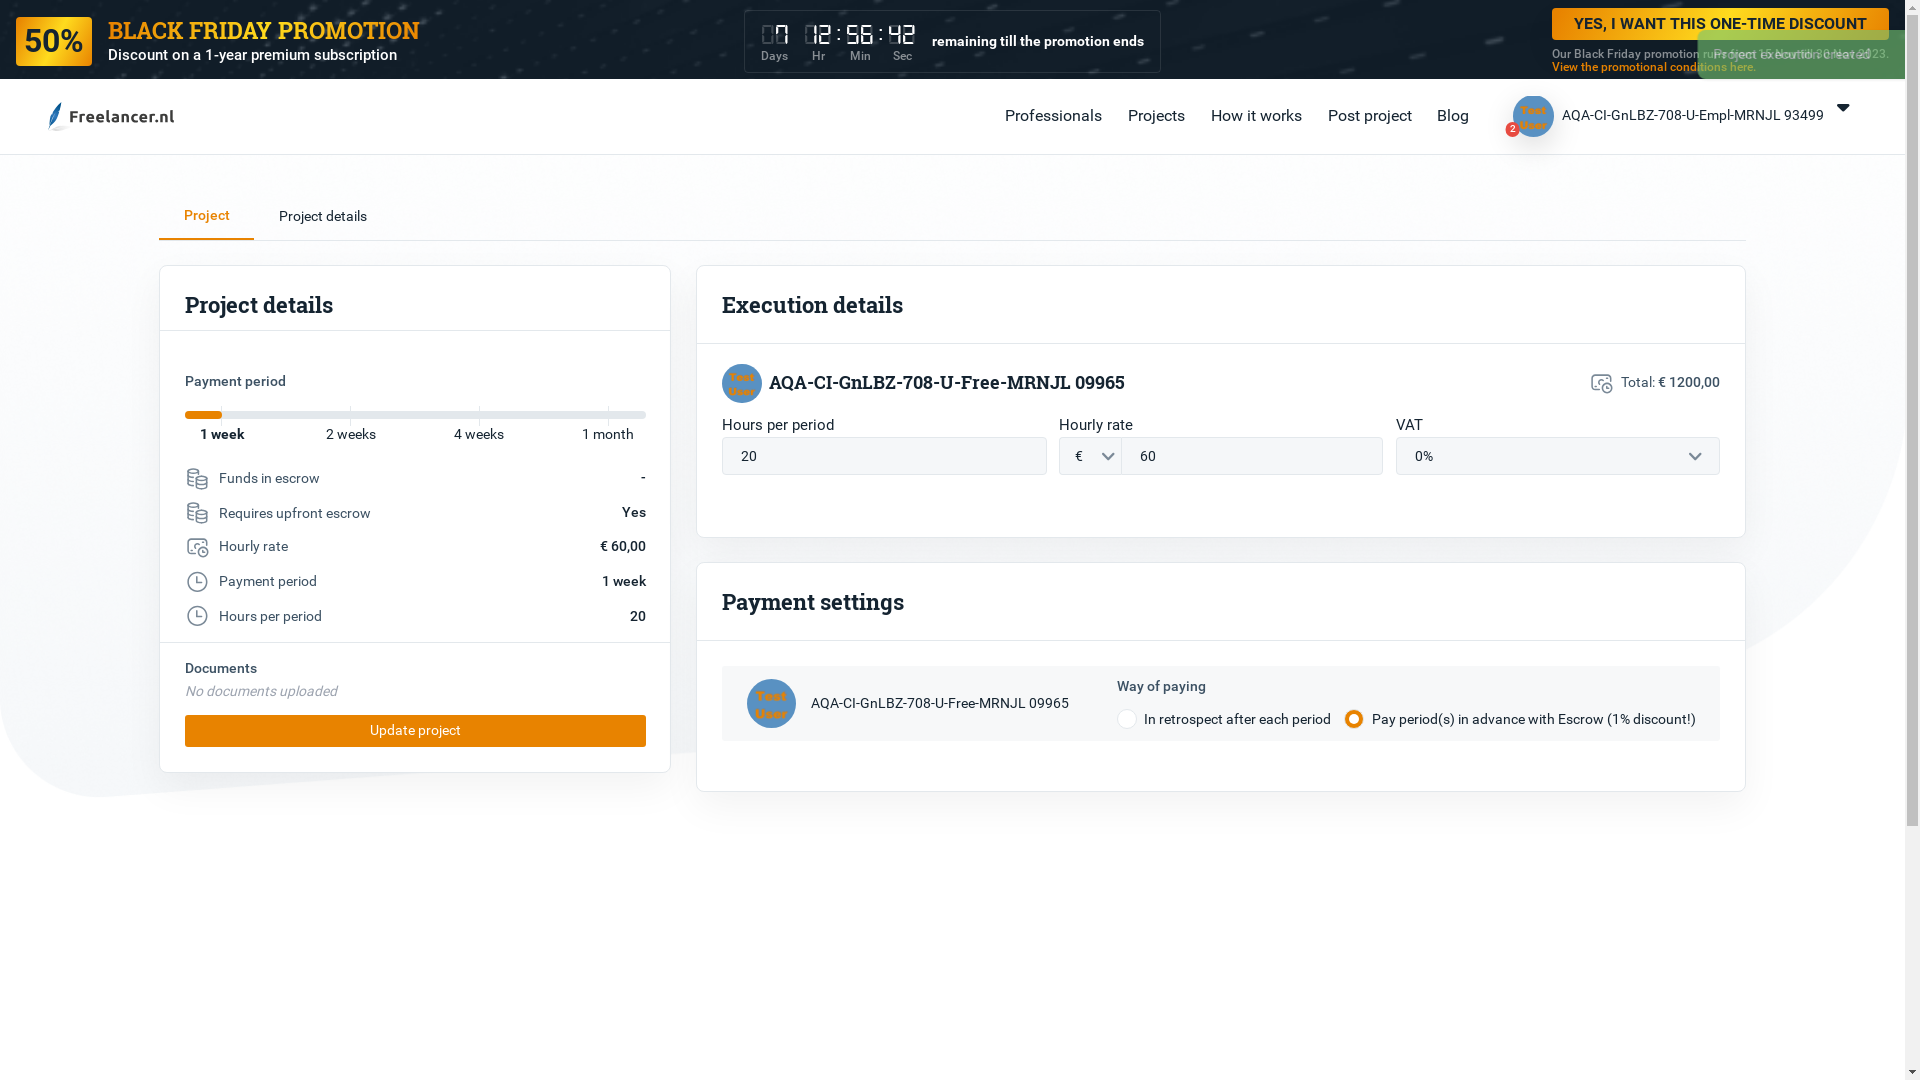 50%
BLACK FRIDAY PROMOTION
Discount on a 1-year premium subscription
7 12 : 56 : 42
Days Hr Min Sec
remaining till the promotion ends
YES, I WANT THIS ONE-TIME DISCOUNT
Our Black Friday promotion runs from 15 Nov till 30 Nov 2023.
View the promotional conditions here.
Project execution created
Freelancer.nl
Professionals
Projects
How it works
Post project
Blog
Test User
2
AQA-CI-GnLBZ-708-U-Empl-MRNJL 93499
Project
Project details
Project details
Payment period
1 week
2 weeks
4 weeks
1 month
Funds in escrow -
Requires upfront escrow Yes
Hourly rate € 60,00
Payment period 1 week
Hours per period 20
Documents
No documents uploaded
Update project
Execution details
Test User
AQA-CI-GnLBZ-708-U-Free-MRNJL 09965
Total: € 1200,00
Hours per period
Hourly rate
VAT
20
€
60
0%
Payment settings
Test User
AQA-CI-GnLBZ-708-U-Free-MRNJL 09965
Way of paying
In retrospect after each period
Pay period(s) in advance with Escrow (1% discount!)